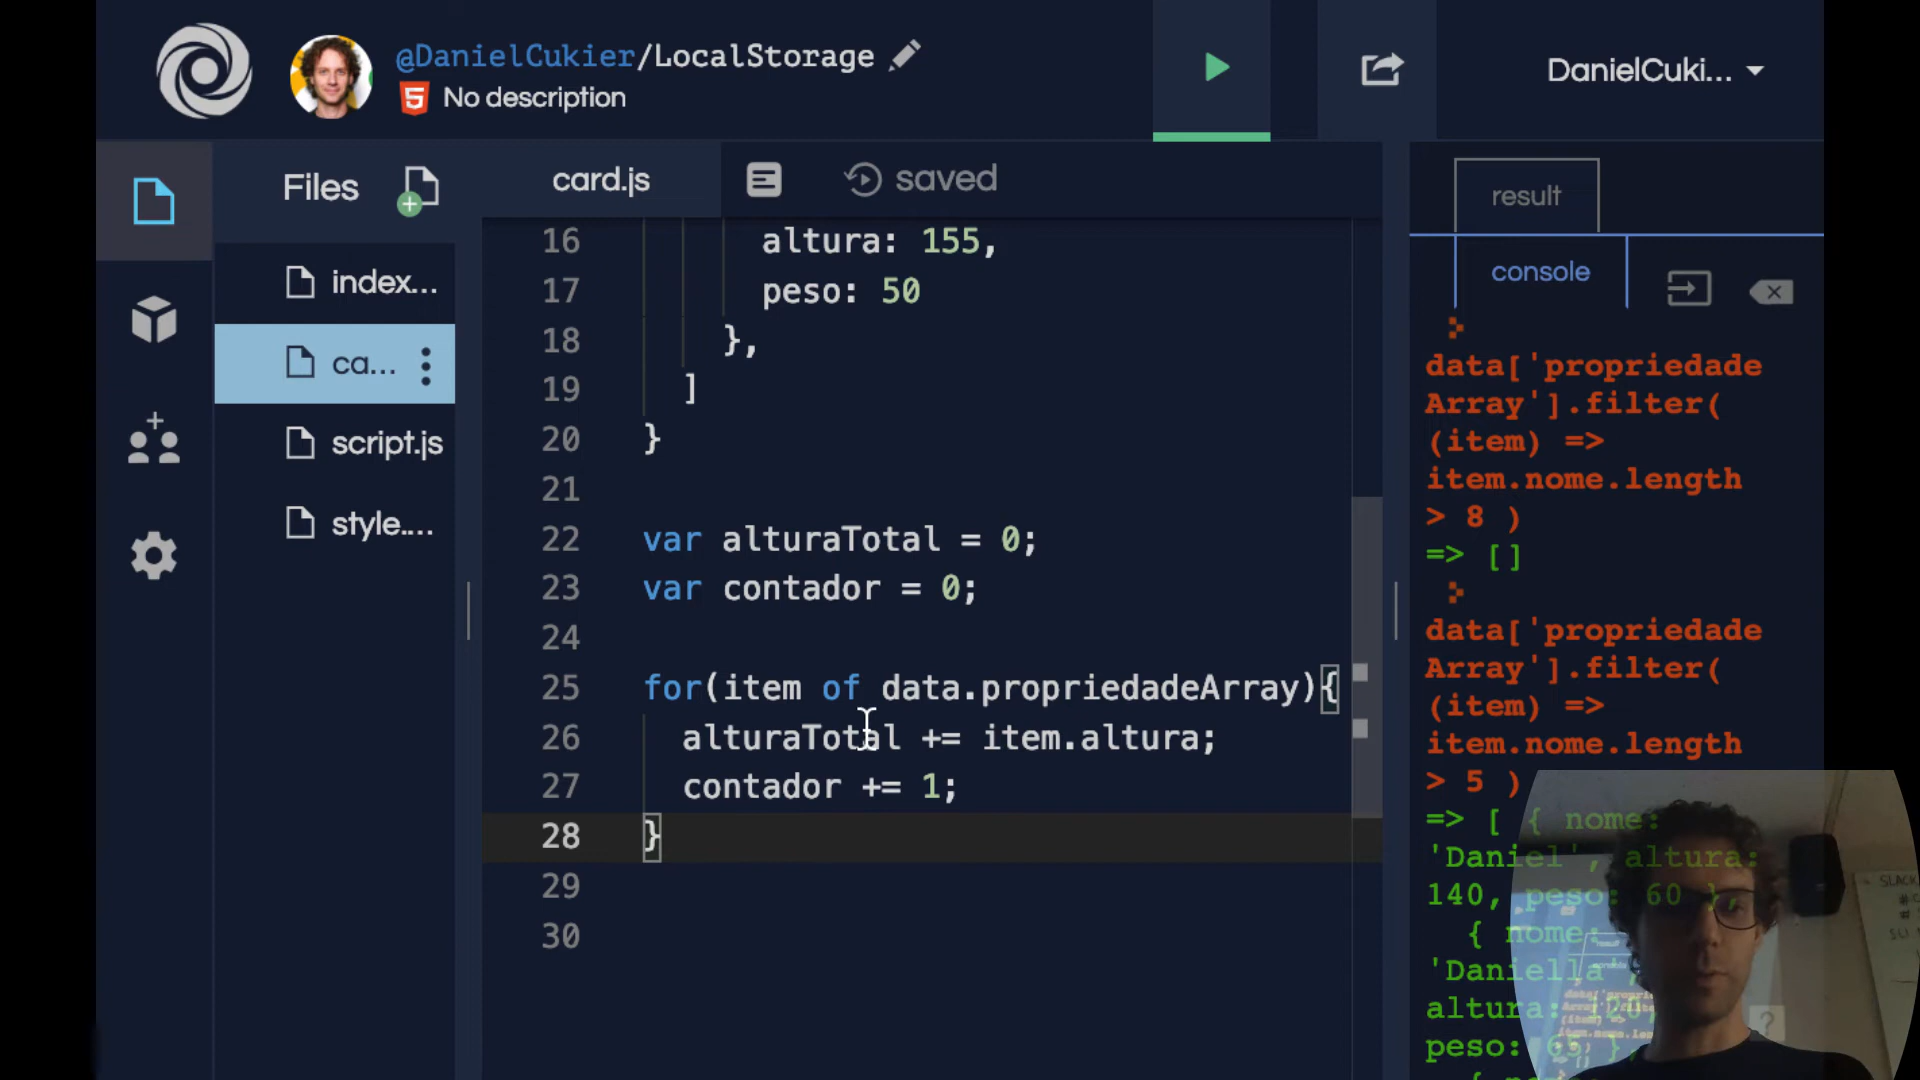 @DanielCukier/LocalStorage
No description
DanielCuki...
Files
card.js
saved
result
console
index...
ca...
script.js
style....
16 altura: 155,
17 peso: 50
18 },
19 ]
20 }
21
22 var alturaTotal = 0;
23 var contador = 0;
24
25 for(item of data.propriedadeArray){
26 alturaTotal += item.altura;
27 contador += 1;
28 }
29
30
data['propriedade
Array'].filter(
(item) =>
item.nome.length
> 8 )
=> []
data['propriedade
Array'].filter(
(item) =>
item.nome.length
> 5 )
=> [ { nome:
'Daniel', altura:
140, peso: 60 },
{ nome:
'Daniella',
altura: 120,
peso: 65 },